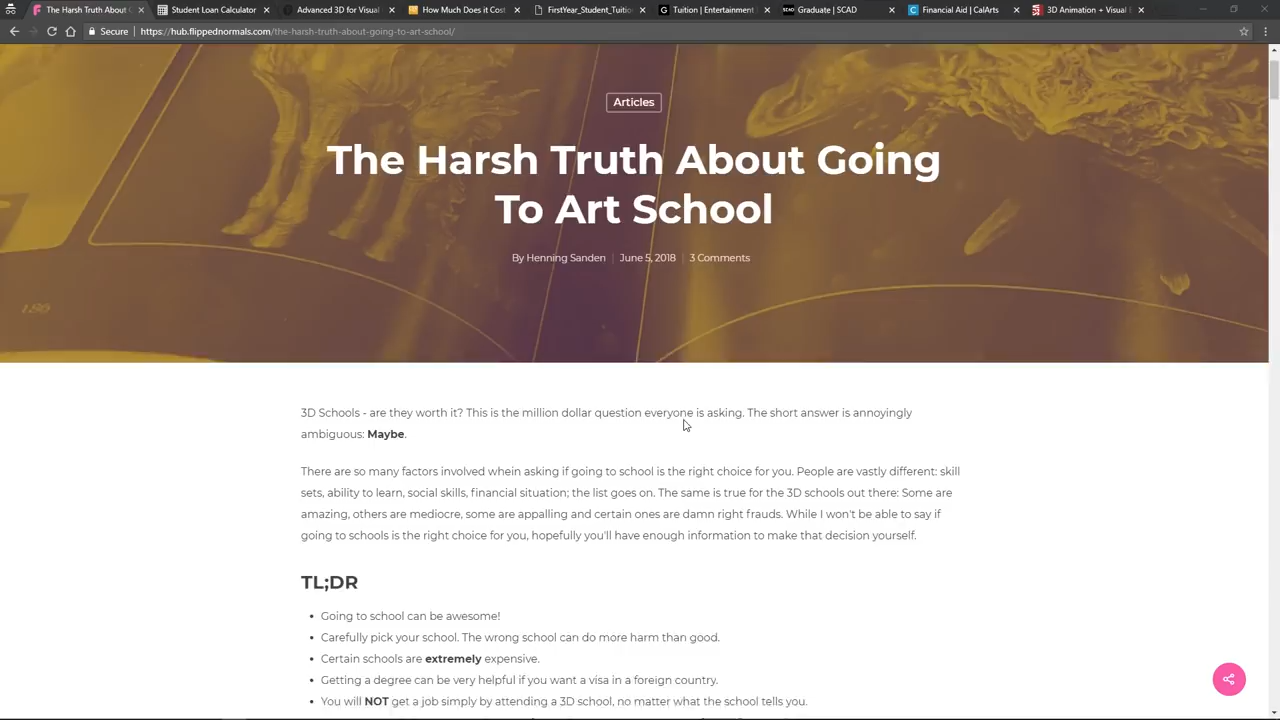 The Harsh Truth About G
Student Loan Calculator
Advanced 3D for Visual
How Much Does it Cost
FirstYear_Student_Tuitio
Tuition | Entertainment
SCAD
Graduate | SCAD
Financial Aid | CalArts
3D Animation + Visual E
Secure
https://hub.flippednormals.com/the-harsh-truth-about-going-to-art-school/
Articles
The Harsh Truth About Going
To Art School
By Henning Sanden
June 5, 2018
3 Comments
3D Schools - are they worth it? This is the million dollar question everyone is asking. The short answer is annoyingly
ambiguous: Maybe.
There are so many factors involved whein asking if going to school is the right choice for you. People are vastly different: skill
sets, ability to learn, social skills, financial situation; the list goes on. The same is true for the 3D schools out there: Some are
amazing, others are mediocre, some are appalling and certain ones are damn right frauds. While I won't be able to say if
going to schools is the right choice for you, hopefully you'll have enough information to make that decision yourself.
TL;DR
• Going to school can be awesome!
• Carefully pick your school. The wrong school can do more harm than good.
• Certain schools are extremely expensive.
• Getting a degree can be very helpful if you want a visa in a foreign country.
• You will NOT get a job simply by attending a 3D school, no matter what the school tells you.